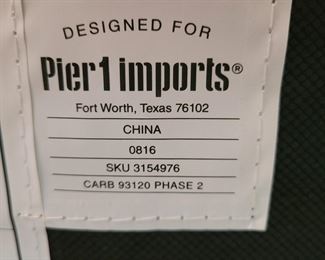 DESIGNED FOR
Pier1 imports®
Fort Worth, Texas 76102
CHINA
0816
SKU 3154976
CARB 93120 PHASE 2